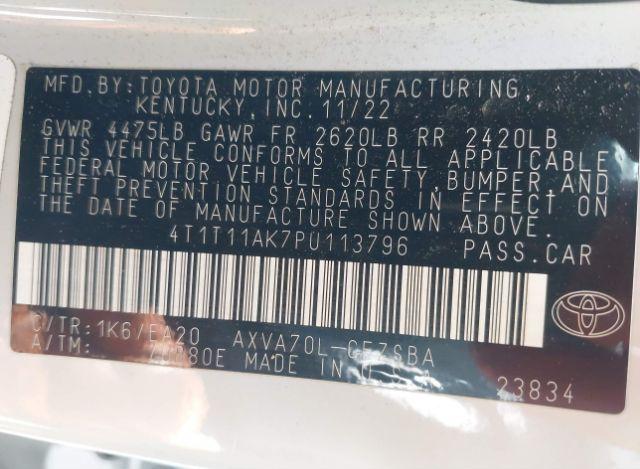 MFD.BY:TOYOTA MOTOR MANUFACTURING,
KENTUCKY, INC. 11/22
GVWR 4475LB GAWR FR 2620LB RR 2420LB
THIS VEHICLE CONFORMS TO ALL APPLICABLE
FEDERAL MOTOR VEHICLE SAFETY,BUMPER,AND
THEFT PREVENTION STANDARDS IN EFFECT ON
THE DATE OF MANUFACTURE SHOWN ABOVE.
4T1T11AK7PU113796 PASS.CAR
C/TR:1K6/EA20 AXVA70L-CEZSBA
A/TM: MADE IN U.S.A
23834